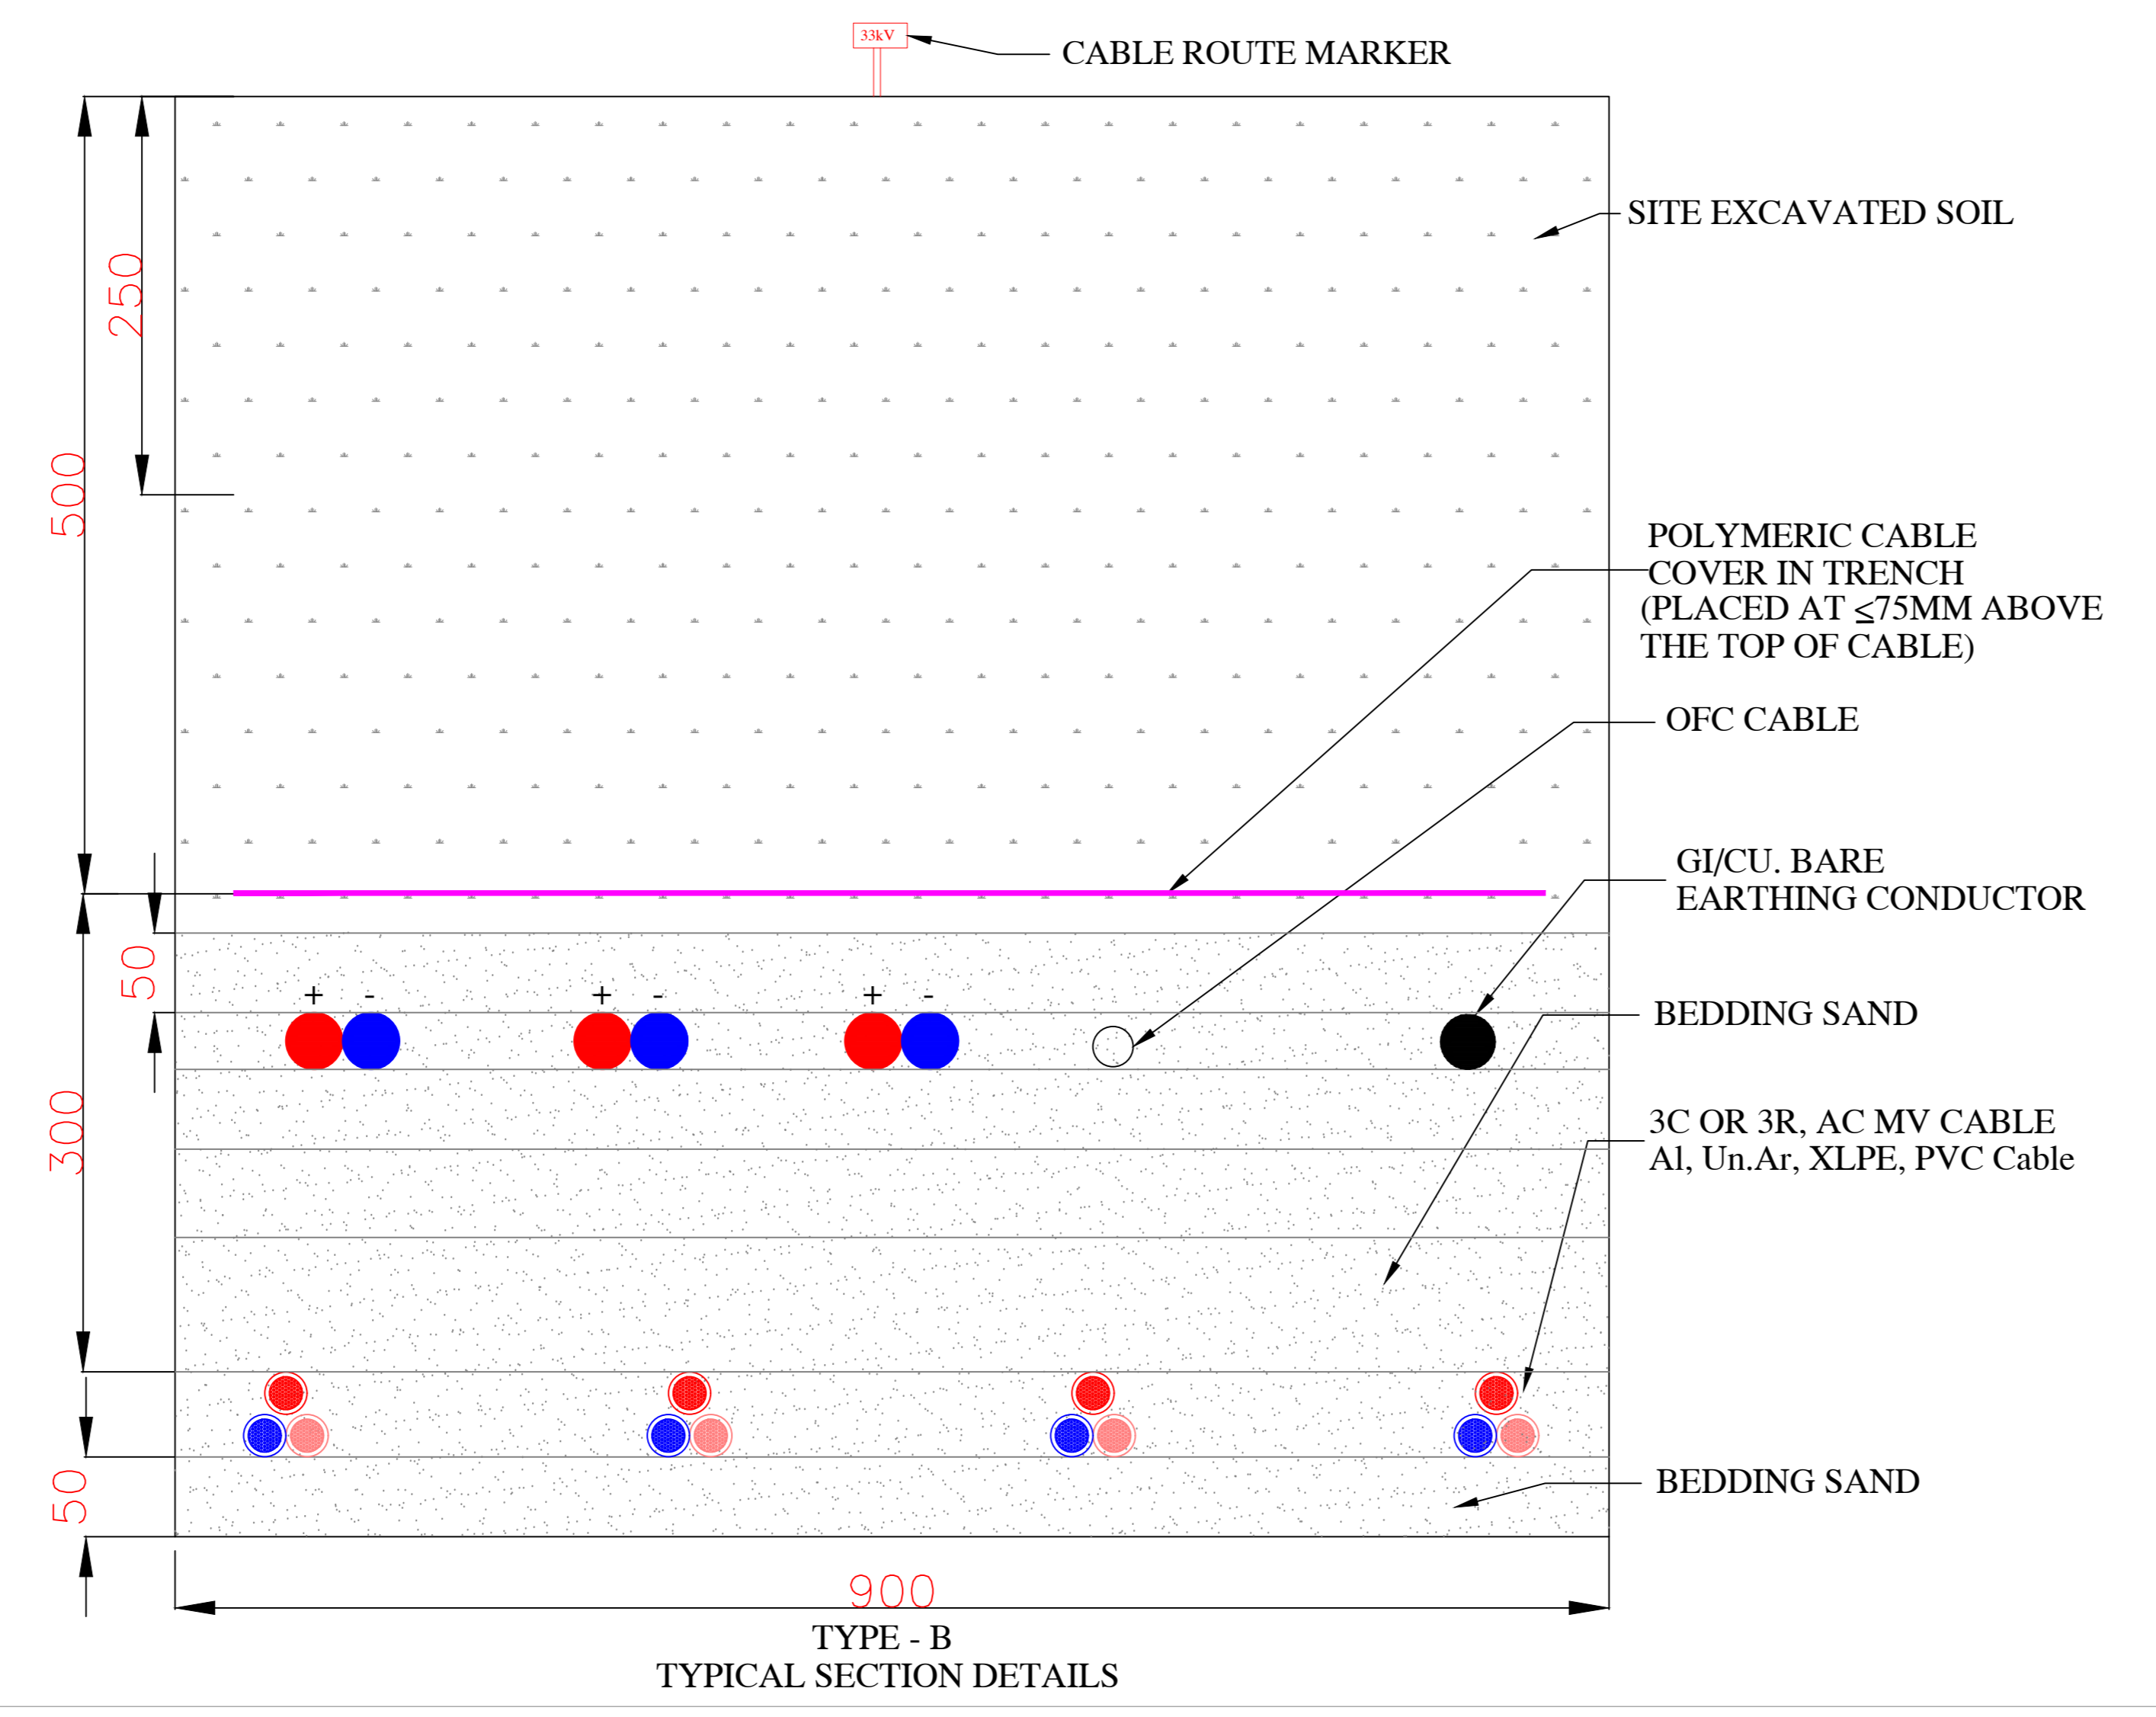 33kV
CABLE ROUTE MARKER
SITE EXCAVATED SOIL
250
500
POLYMERIC CABLE
COVER IN TRENCH
(PLACED AT ≤75MM ABOVE
THE TOP OF CABLE)
OFC CABLE
GI/CU. BARE
EARTHING CONDUCTOR
50
+ - + - + -
BEDDING SAND
300
3C OR 3R, AC MV CABLE
Al, Un.Ar, XLPE, PVC Cable
BEDDING SAND
50
900
TYPE - B
TYPICAL SECTION DETAILS